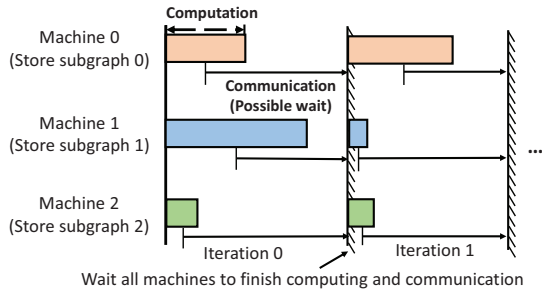 Computation
Machine 0
(Store subgraph 0)
Communication
(Possible wait)
Machine 1
(Store subgraph 1)
...
Machine 2
(Store subgraph 2)
Iteration 0
Iteration 1
Wait all machines to finish computing and communication